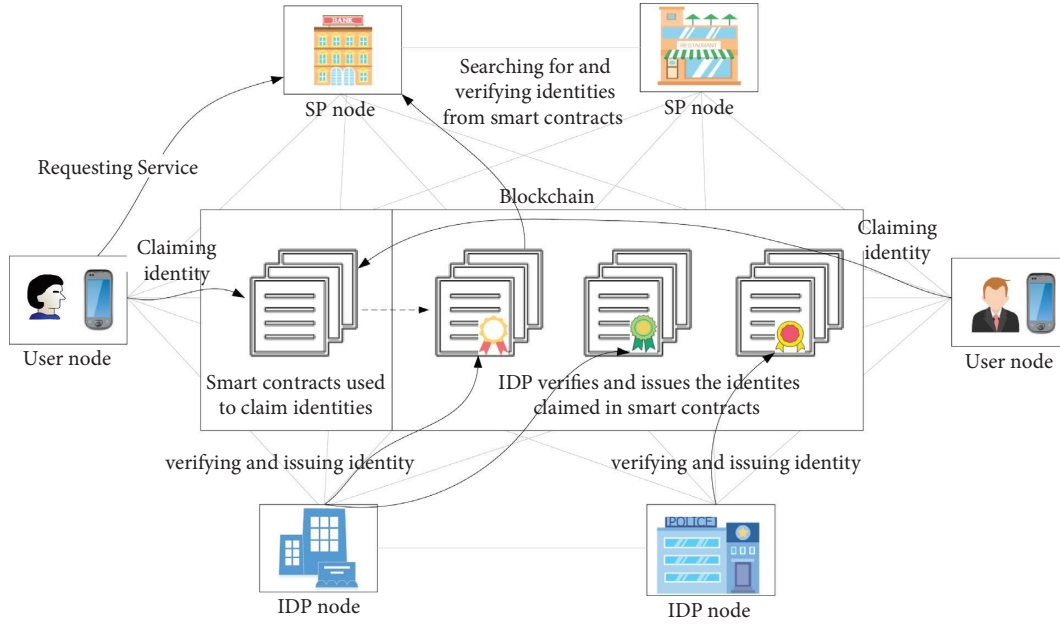 BANK
RESTAURANT
SP node
SP node
Searching for and
verifying identities
from smart contracts
Requesting Service
Blockchain
Claiming
identity
Claiming
identity
User node
User node
Smart contracts used
to claim identities
IDP verifies and issues the identites
claimed in smart contracts
verifying and issuing identity
verifying and issuing identity
POLICE
IDP node
IDP node